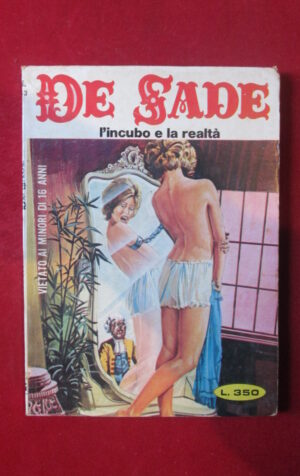 DE SADE
l'incubo e la realtà
VIETATO AI MINORI DI 16 ANNI
L. 350